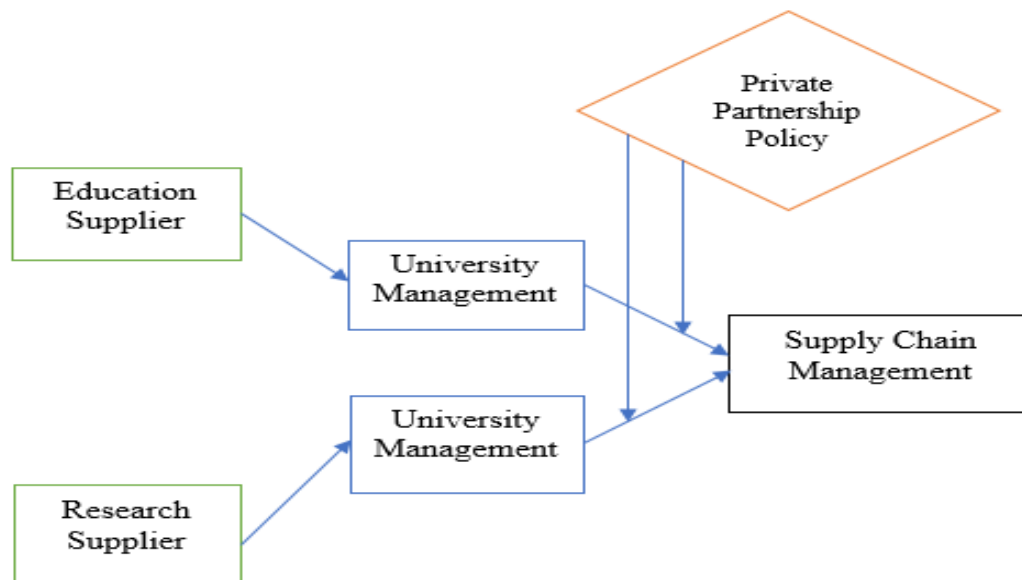 Private
Partnership
Policy
Education
Supplier
University
Management
Supply Chain
Management
University
Management
Research
Supplier